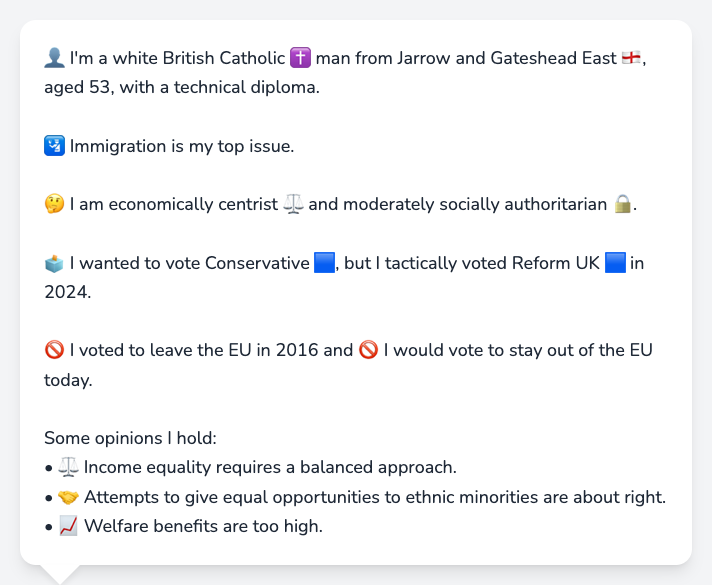 👤 I'm a white British Catholic ✝️ man from Jarrow and Gateshead East 🏴󠁧󠁢󠁥󠁮󠁧󠁿,
aged 53, with a technical diploma.
🛂 Immigration is my top issue.
🤔 I am economically centrist ⚖️ and moderately socially authoritarian 🔒.
🗳️ I wanted to vote Conservative 🟦, but I tactically voted Reform UK 🟦 in
2024.
🚫 I voted to leave the EU in 2016 and 🚫 I would vote to stay out of the EU
today.
Some opinions I hold:
• ⚖️ Income equality requires a balanced approach.
• 🤝 Attempts to give equal opportunities to ethnic minorities are about right.
• 📈 Welfare benefits are too high.